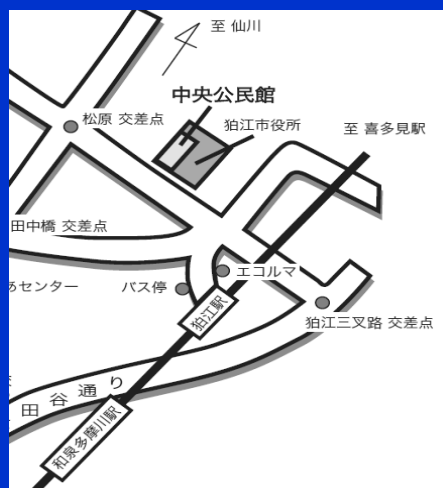 至 仙川
中央公民館
松原 交差点
狛江市役所
至 喜多見駅
田中橋 交差点
エコルマ
センター
バス停
狛江駅
狛江三叉路 交差点
田谷通り
和泉多摩川駅